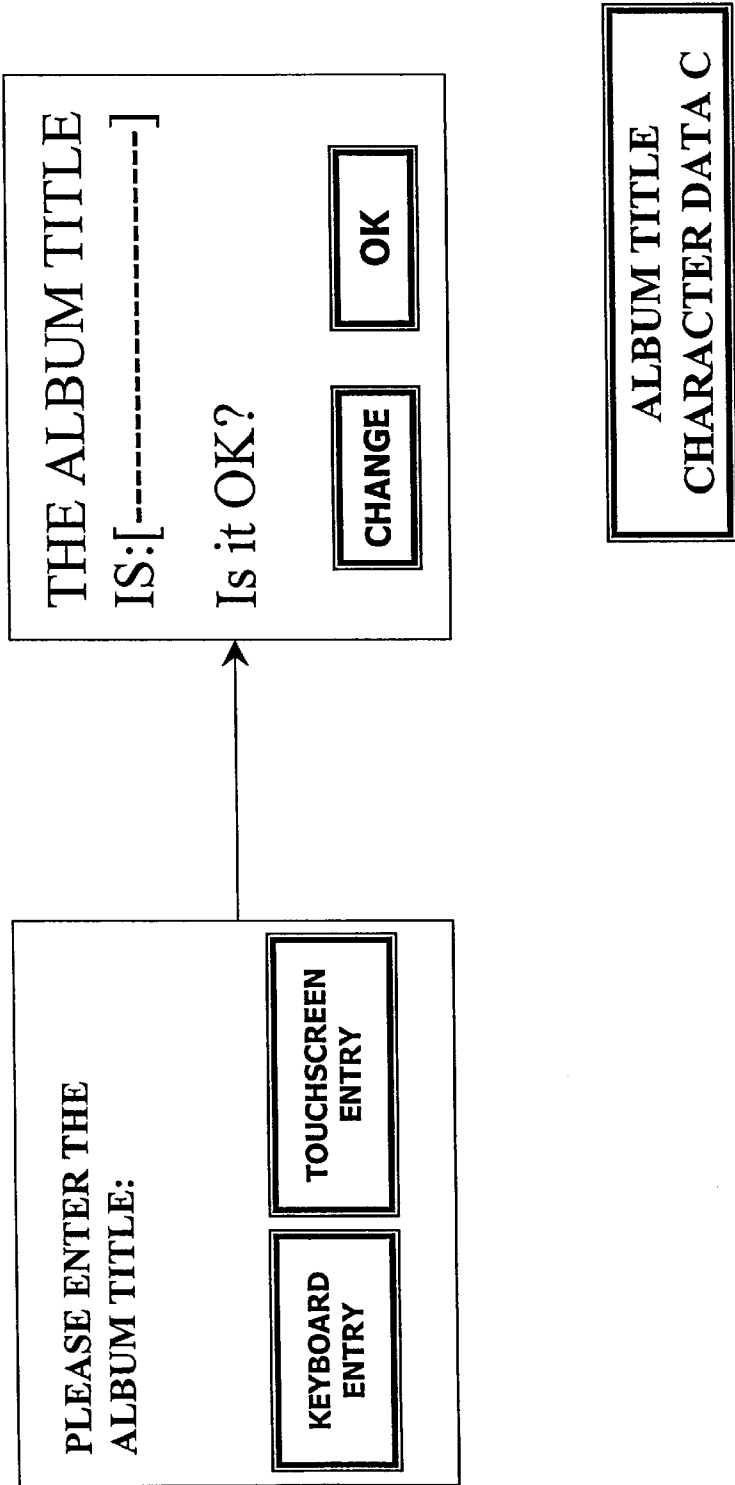 PLEASE ENTER THE
ALBUM TITLE:
KEYBOARD
ENTRY
TOUCHSCREEN
ENTRY
THE ALBUM TITLE
IS:[---------------------------]
Is it OK?
CHANGE
OK
ALBUM TITLE
CHARACTER DATA C